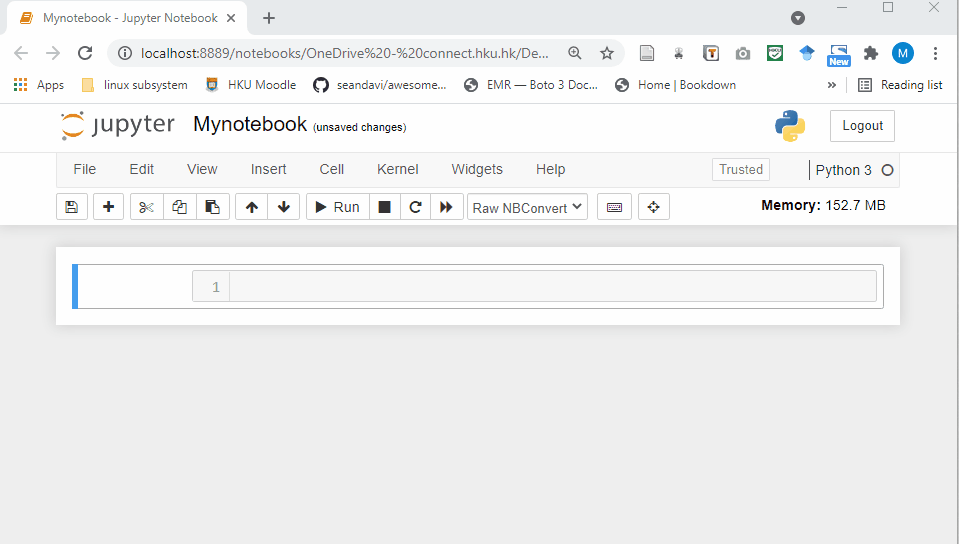 Mynotebook - Jupyter Notebook
localhost:8889/notebooks/OneDrive%20-%20connect.hku.hk/De...
New
M
Apps linux subsystem HKU Moodle seandavi/awesome... EMR — Boto 3 Doc... Home | Bookdown » Reading list
jupyter Mynotebook (unsaved changes) Logout
File Edit View Insert Cell Kernel Widgets Help Trusted Python 3
Run Raw NBConvert Memory: 152.7 MB
1